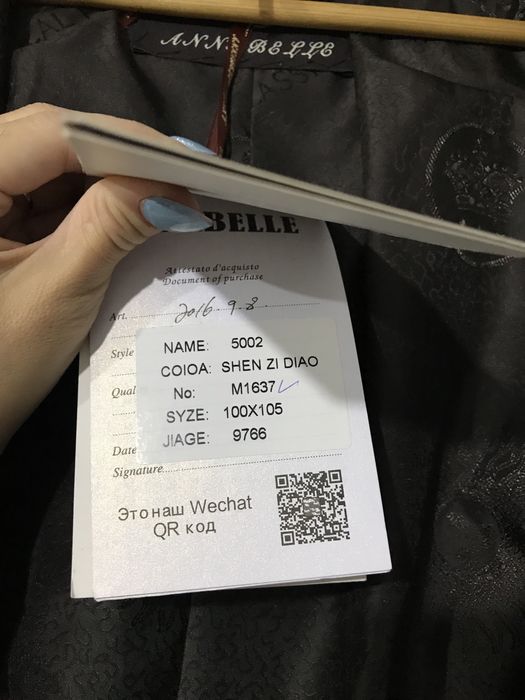 ANN BELLE
BELLE
Attestato d'acquisto
Document of purchase
Art. 2016.9.8
Style
NAME: 5002
COIOA: SHEN ZI DIAO
Qual
No: M1637
SYZE: 100X105
JIAGE: 9766
Date
Signature
Это наш Wechat
QR код